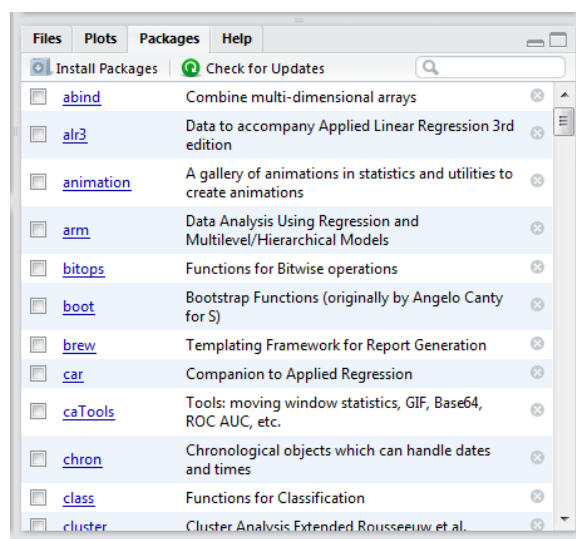 Files Plots Packages Help
Install Packages Check for Updates
abind Combine multi-dimensional arrays
alr3 Data to accompany Applied Linear Regression 3rd
edition
animation A gallery of animations in statistics and utilities to
create animations
arm Data Analysis Using Regression and
Multilevel/Hierarchical Models
bitops Functions for Bitwise operations
boot Bootstrap Functions (originally by Angelo Canty
for S)
brew Templating Framework for Report Generation
car Companion to Applied Regression
caTools Tools: moving window statistics, GIF, Base64,
ROC AUC, etc.
chron Chronological objects which can handle dates
and times
class Functions for Classification
cluster Cluster Analysis Extended Rousseeuw et al.